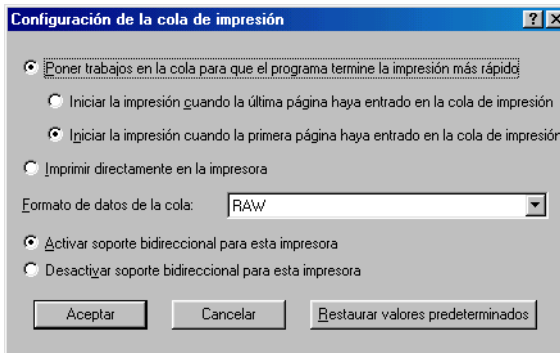 Configuración de la cola de impresión
Poner trabajos en la cola para que el programa termine la impresión más rápido
Iniciar la impresión cuando la última página haya entrado en la cola de impresión
Iniciar la impresión cuando la primera página haya entrado en la cola de impresión
Imprimir directamente en la impresora
Formato de datos de la cola: RAW
Activar soporte bidireccional para esta impresora
Desactivar soporte bidireccional para esta impresora
Aceptar Cancelar Restaurar valores predeterminados